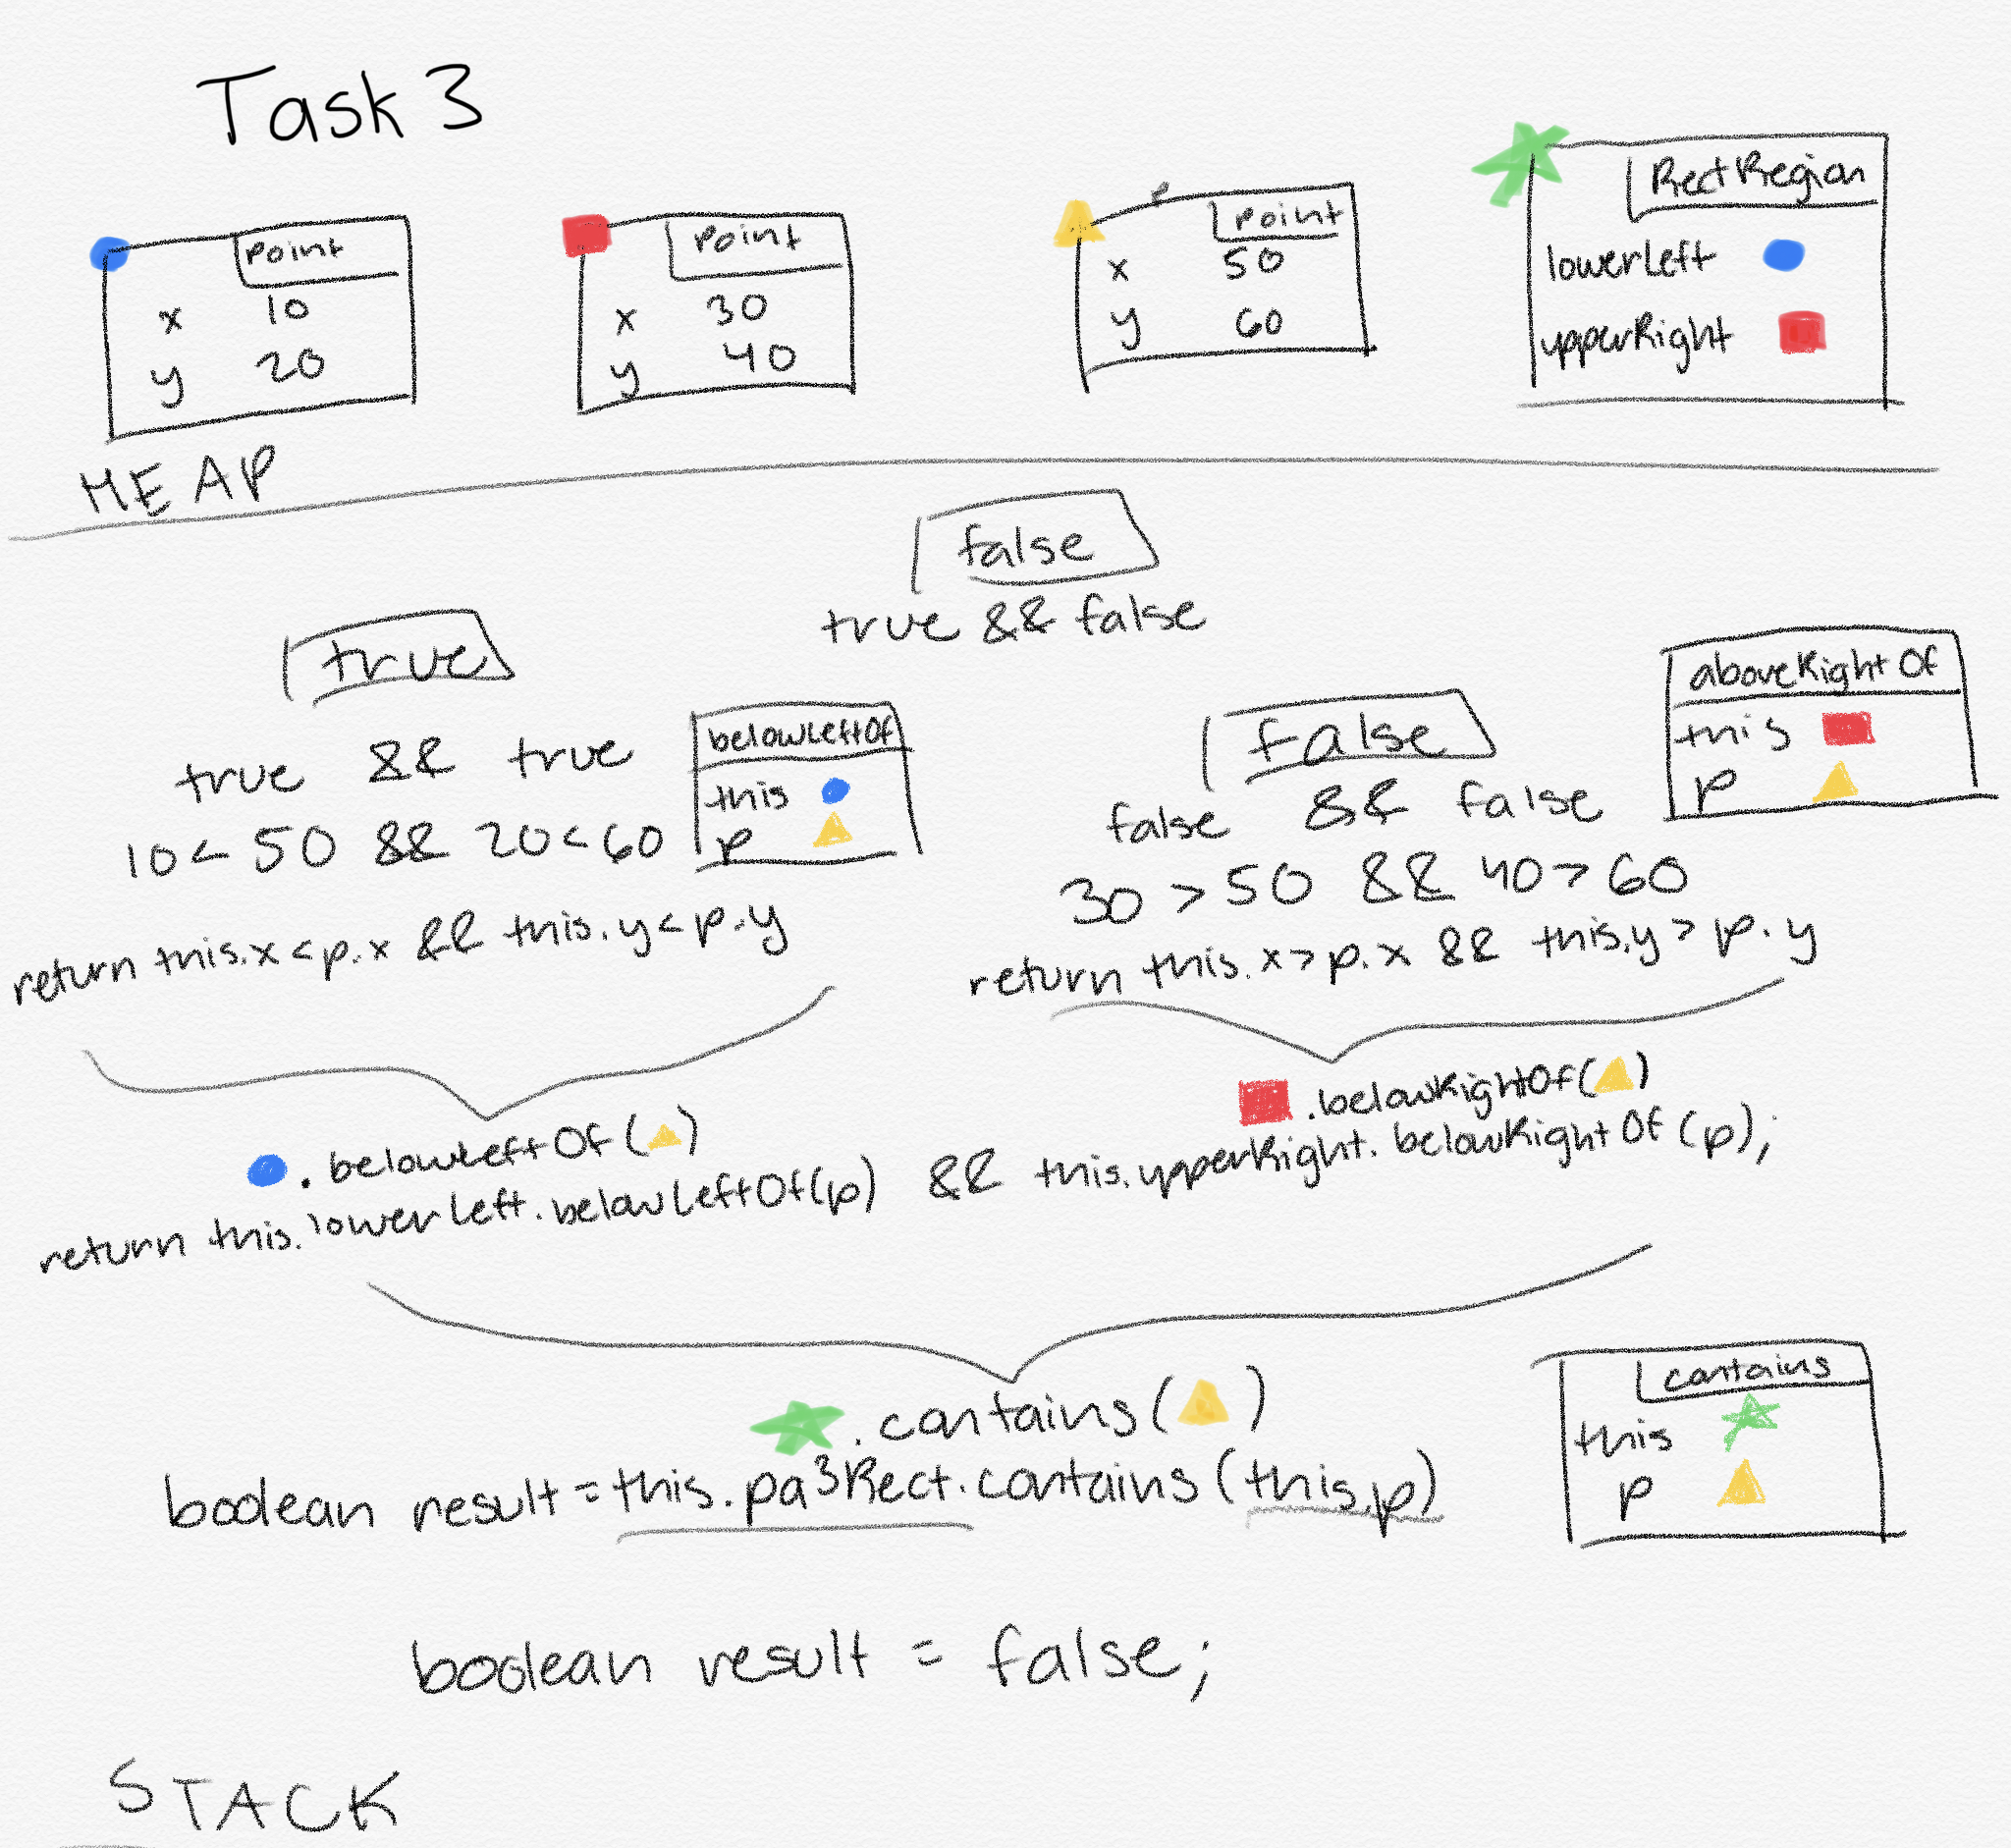 Task 3
Point
x 10
y 20
Point
x 30
y 40
P
Point
x 50
y 60
RectRegion
lowerLeft
upperRight
HEAP
false
true && false
true
true && true
10 < 50 && 20 < 60
return this.x < p.x && this.y < p.y
belowLeftOf
this
p
false
false && false
30 > 50 && 40 > 60
return this.x > p.x && this.y > p.y
aboveRightOf
this
p
. belowLeftOf ( )
.belowRightOf( )
return this.lowerLeft.belowLeftOf(p) && this.upperRight.belowRightOf(p);
.contains ( )
boolean result = this.pa3Rect.contains (this.p)
contains
this
p
boolean result = false;
STACK